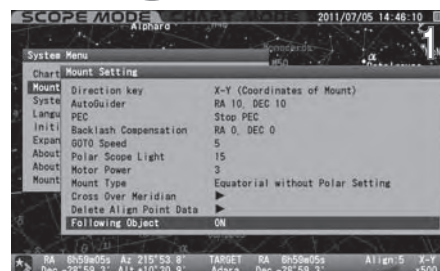 SCOPE MODE CHART MODE 2011/07/05 14:46:10
1
Alphard
System Menu
Chart
Mount Setting
Mount
Direction key X-Y (Coordinates of Mount)
Syste
AutoGuider RA 10, DEC 10
Langu
PEC Stop PEC
Initi
Backlash Compensation RA 0, DEC 0
Expan
GOTO Speed 5
About
Polar Scope Light 15
About
Motor Power 3
Mount
Mount Type Equatorial without Polar Setting
Cross Over Meridian ▶
Delete Align Point Data ▶
Following Object ON
RA 6h59m05s Az 215°53.8' TARGET RA 6h59m05s Align:5 X-Y
Dec -28°59.3' Alt +10°30.9' Adara Dec -28°59.3' x500